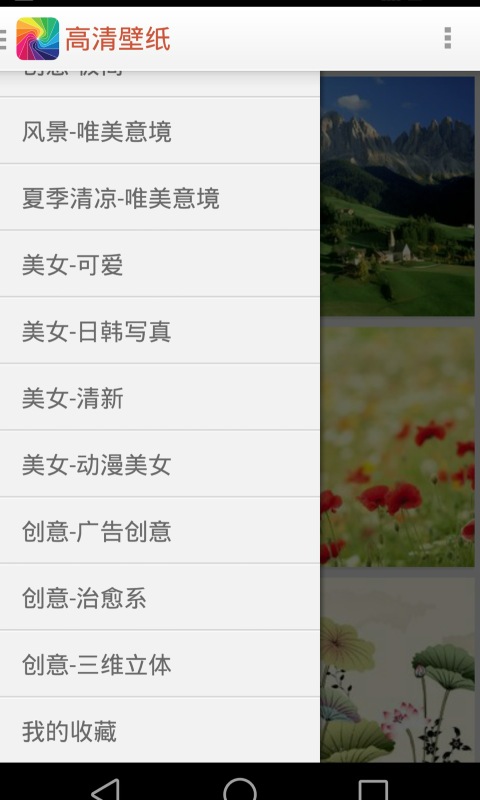 高清壁纸
风景-唯美意境
夏季清凉-唯美意境
美女-可爱
美女-日韩写真
美女-清新
美女-动漫美女
创意-广告创意
创意-治愈系
创意-三维立体
我的收藏